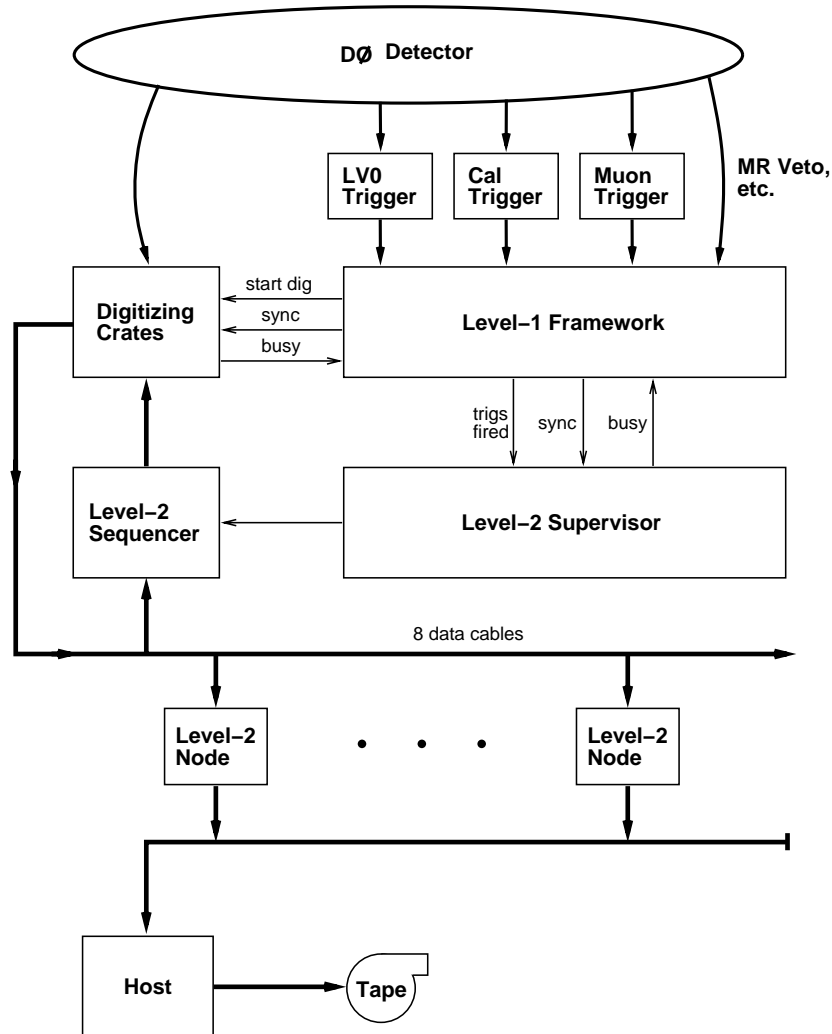 DØ Detector
LV0
Trigger
Cal
Trigger
Muon
Trigger
MR Veto,
etc.
Digitizing
Crates
start dig
sync
busy
Level−1 Framework
trigs
fired
sync
busy
Level−2
Sequencer
Level−2 Supervisor
8 data cables
Level−2
Node
Level−2
Node
Host
Tape